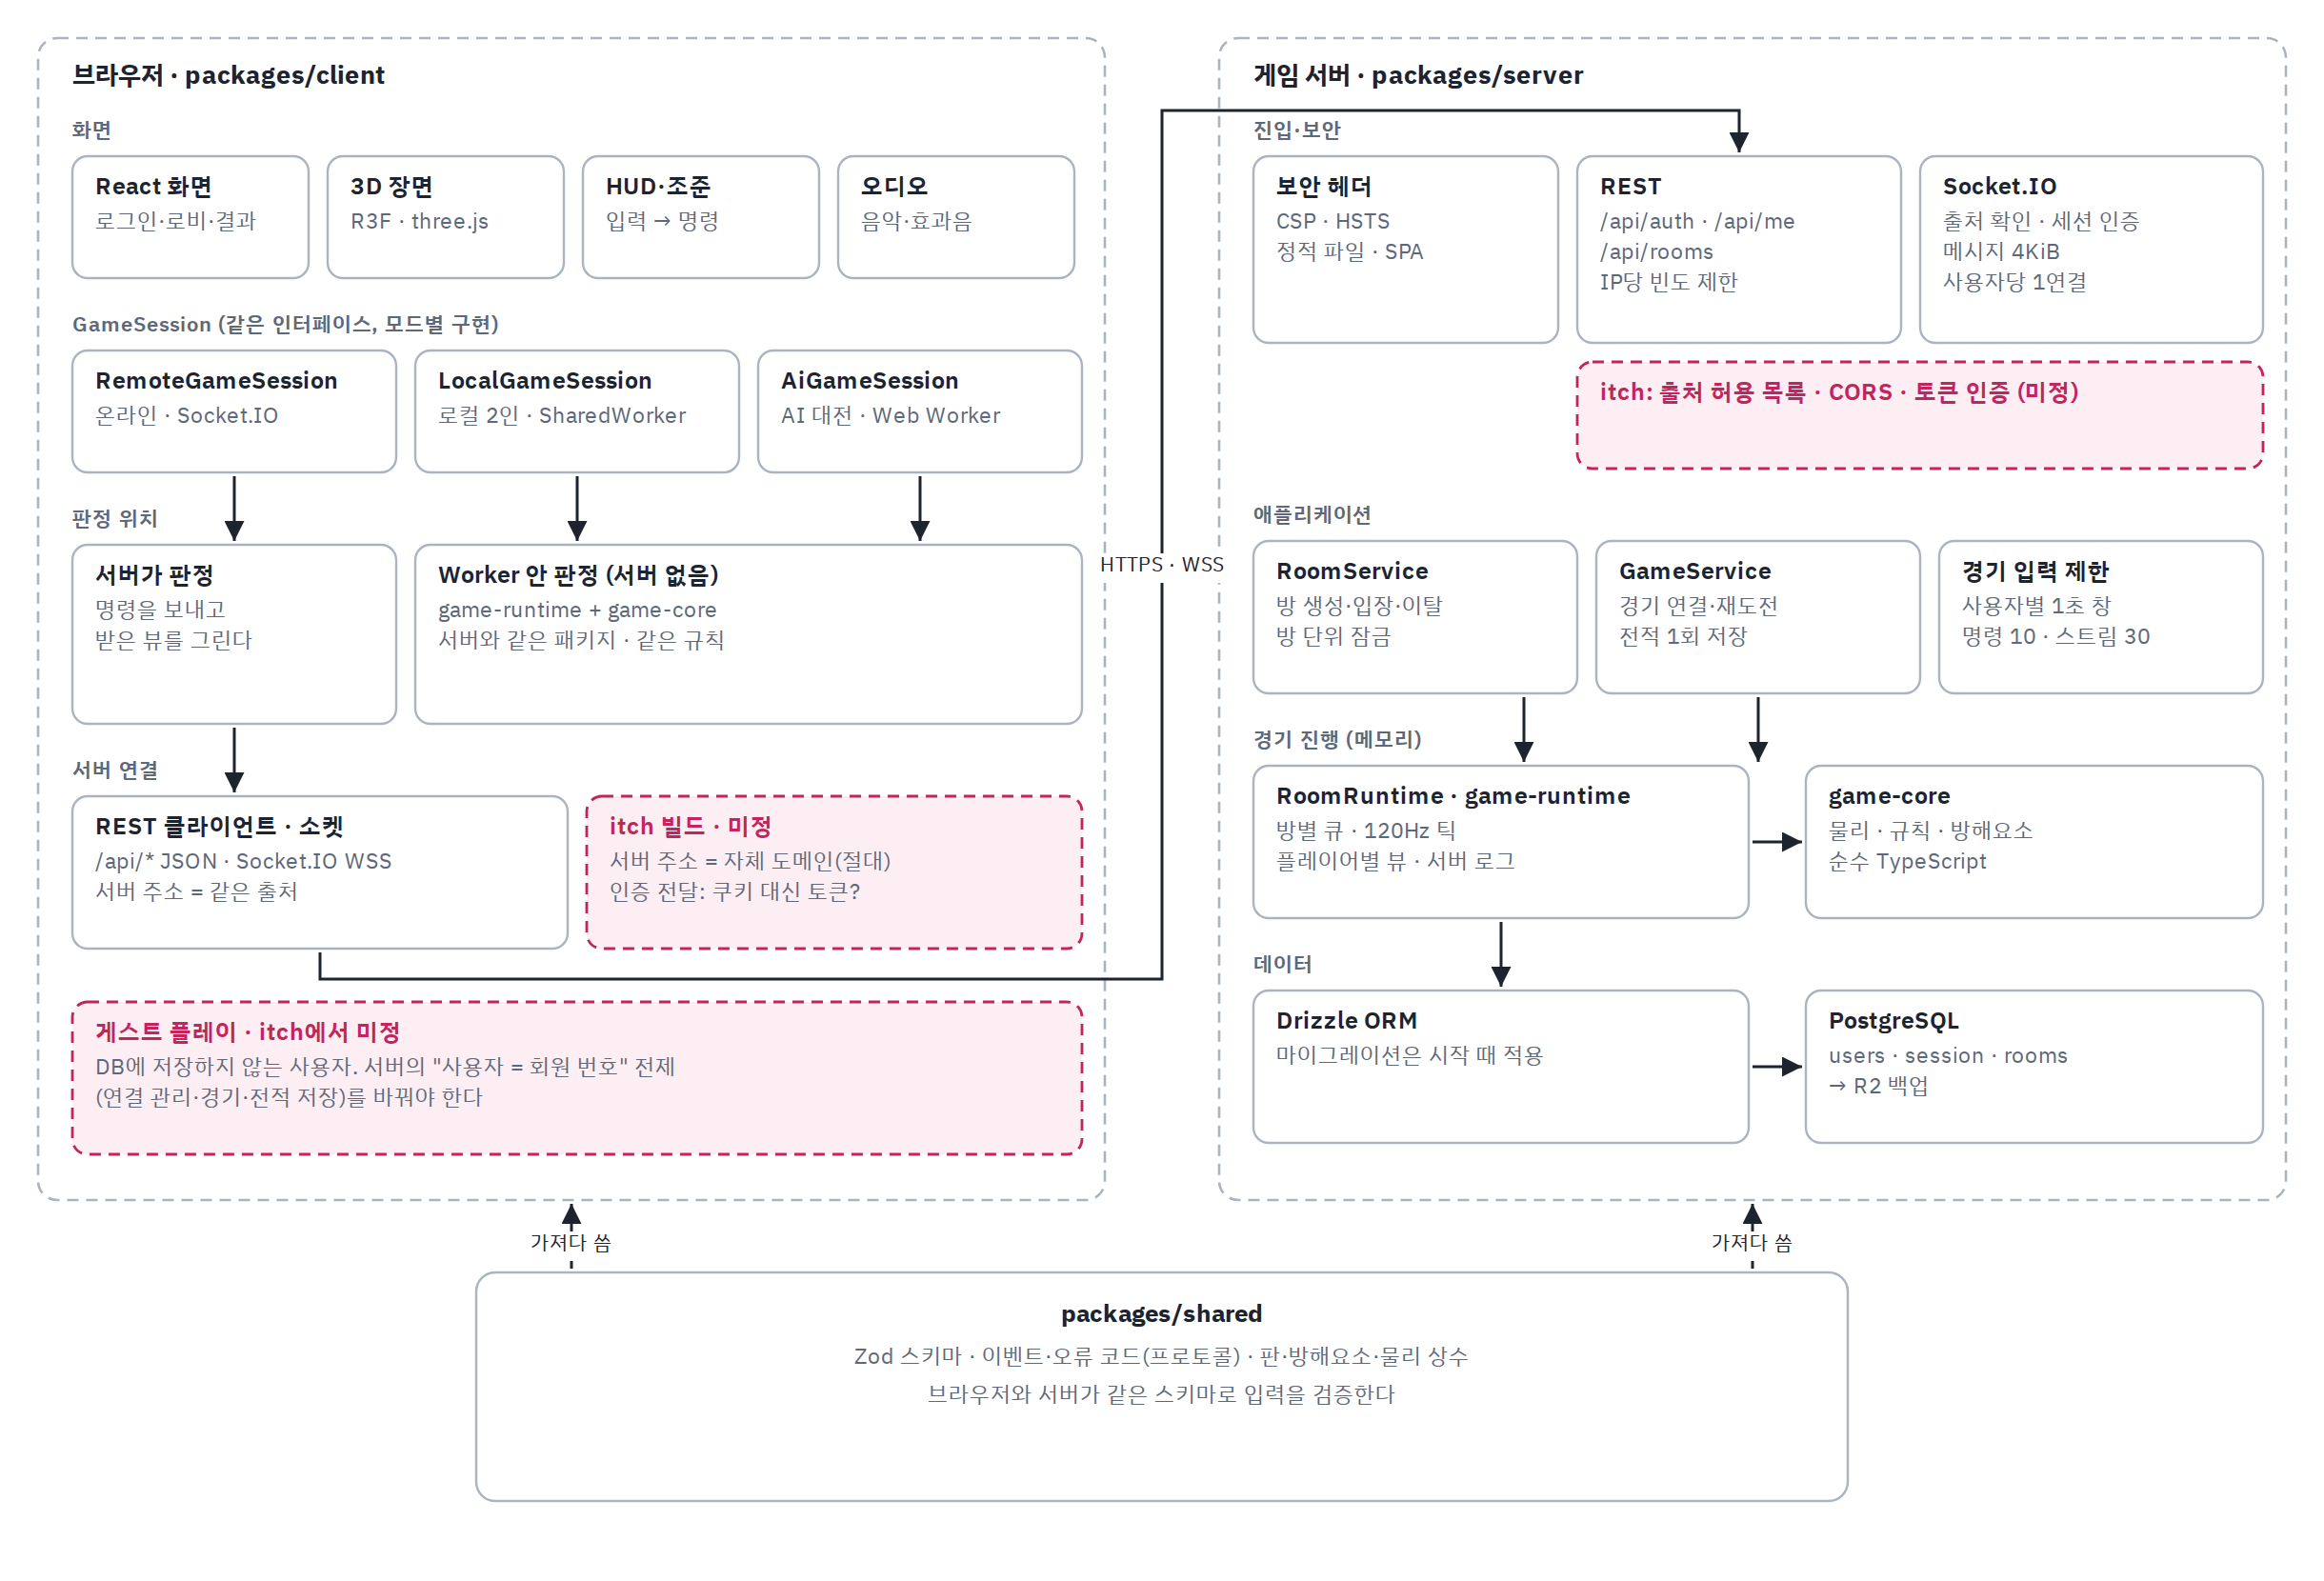 브라우저 · packages/client
화면
React 화면
로그인·로비·결과
3D 장면
R3F · three.js
HUD·조준
입력 → 명령
오디오
음악·효과음
GameSession (같은 인터페이스, 모드별 구현)
RemoteGameSession
온라인 · Socket.IO
LocalGameSession
로컬 2인 · SharedWorker
AiGameSession
AI 대전 · Web Worker
판정 위치
서버가 판정
명령을 보내고
받은 뷰를 그린다
Worker 안 판정 (서버 없음)
game-runtime + game-core
서버와 같은 패키지 · 같은 규칙
서버 연결
REST 클라이언트 · 소켓
/api/* JSON · Socket.IO WSS
서버 주소 = 같은 출처
itch 빌드 · 미정
서버 주소 = 자체 도메인(절대)
인증 전달: 쿠키 대신 토큰?
게스트 플레이 · itch에서 미정
DB에 저장하지 않는 사용자. 서버의 "사용자 = 회원 번호" 전제
(연결 관리·경기·전적 저장)를 바꿔야 한다
HTTPS · WSS
게임 서버 · packages/server
진입·보안
보안 헤더
CSP · HSTS
정적 파일 · SPA
REST
/api/auth · /api/me
/api/rooms
IP당 빈도 제한
Socket.IO
출처 확인 · 세션 인증
메시지 4KiB
사용자당 1연결
itch: 출처 허용 목록 · CORS · 토큰 인증 (미정)
애플리케이션
RoomService
방 생성·입장·이탈
방 단위 잠금
GameService
경기 연결·재도전
전적 1회 저장
경기 입력 제한
사용자별 1초 창
명령 10 · 스트림 30
경기 진행 (메모리)
RoomRuntime · game-runtime
방별 큐 · 120Hz 틱
플레이어별 뷰 · 서버 로그
game-core
물리 · 규칙 · 방해요소
순수 TypeScript
데이터
Drizzle ORM
마이그레이션은 시작 때 적용
PostgreSQL
users · session · rooms
→ R2 백업
가져다 씀
가져다 씀
packages/shared
Zod 스키마 · 이벤트·오류 코드(프로토콜) · 판·방해요소·물리 상수
브라우저와 서버가 같은 스키마로 입력을 검증한다